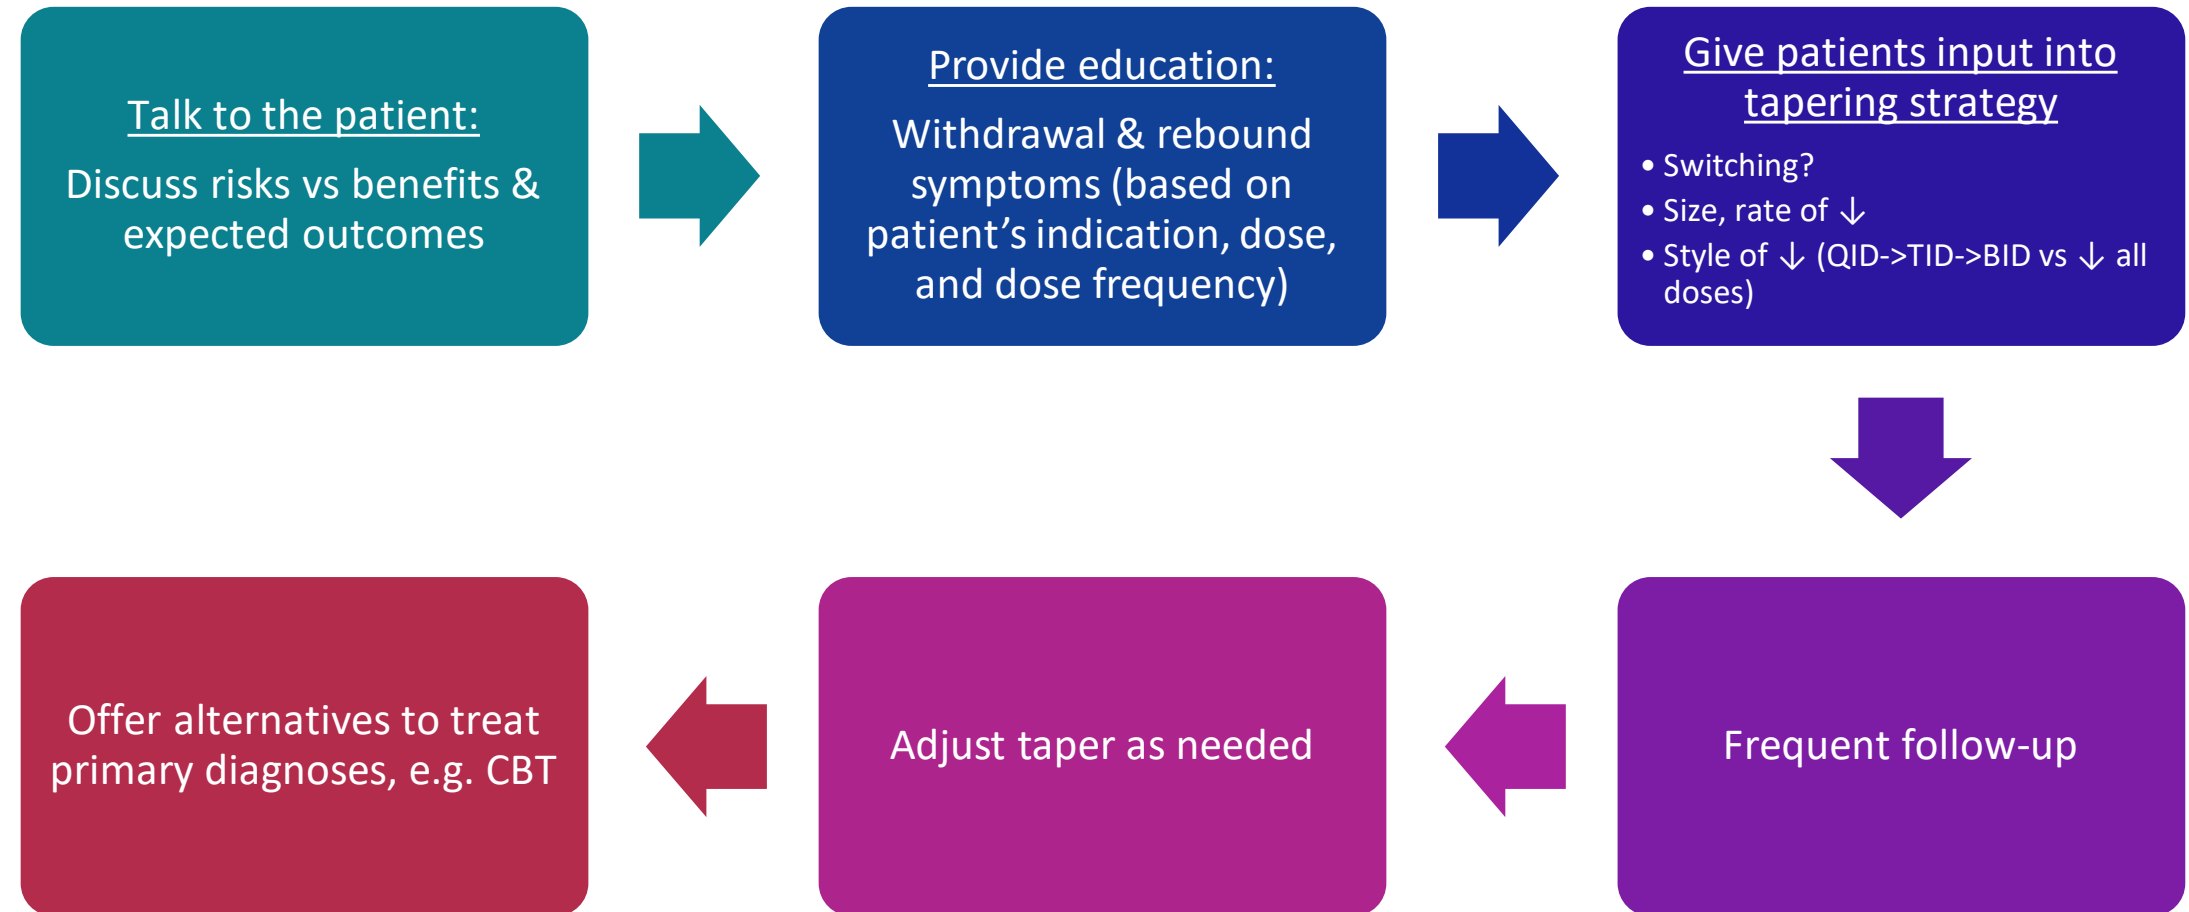 Talk to the patient:
Discuss risks vs benefits &
expected outcomes
Provide education:
Withdrawal & rebound
symptoms (based on
patient’s indication, dose,
and dose frequency)
Give patients input into
tapering strategy
• Switching?
• Size, rate of ↓
• Style of ↓ (QID->TID->BID vs ↓ all
doses)
Frequent follow-up
Adjust taper as needed
Offer alternatives to treat
primary diagnoses, e.g. CBT